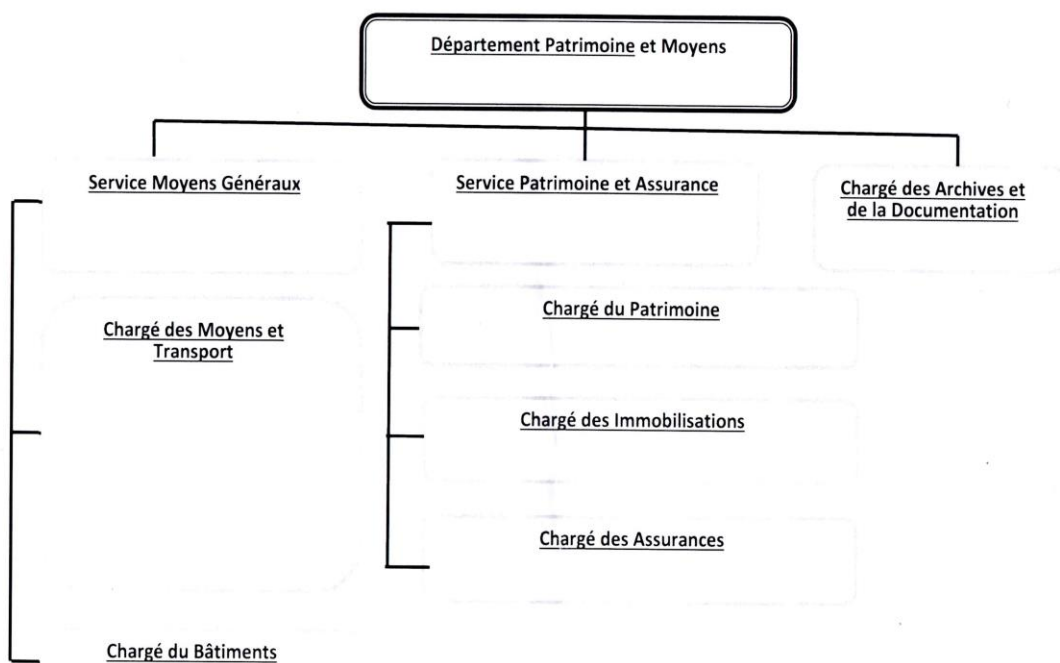 Département Patrimoine et Moyens
Service Moyens Généraux
Service Patrimoine et Assurance
Chargé des Archives et
de la Documentation
Chargé des Moyens et
Transport
Chargé du Patrimoine
Chargé des Immobilisations
Chargé des Assurances
Chargé du Bâtiments